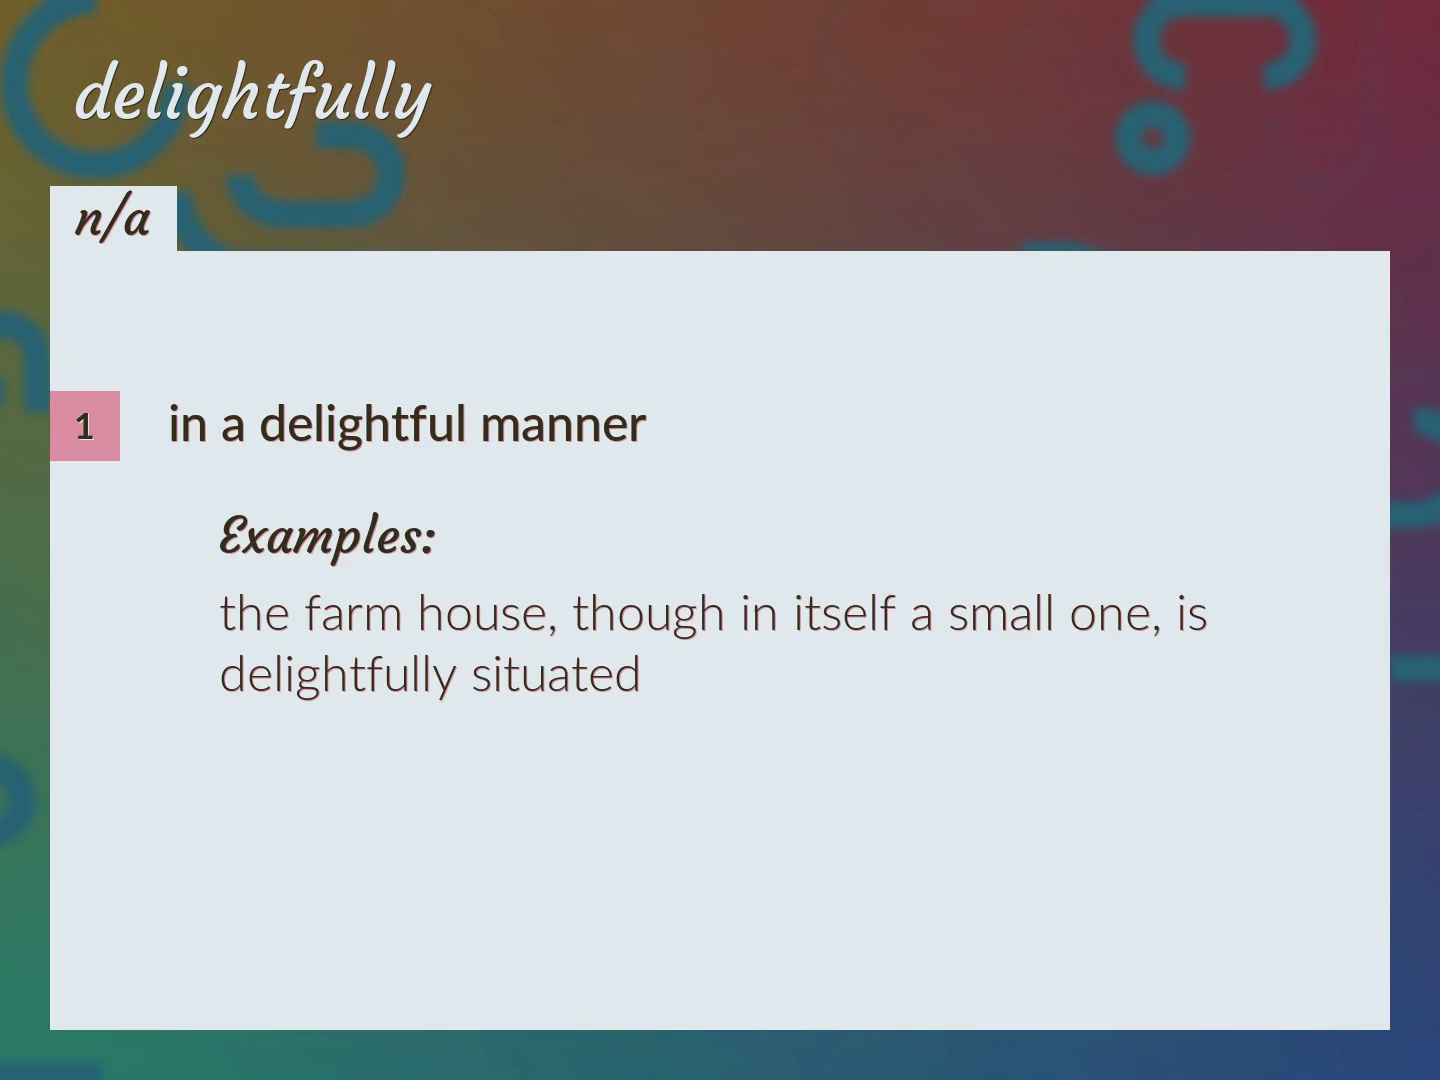 delightfully
n/a
1
in a delightful manner
Examples:
the farm house, though in itself a small one, is
delightfully situated